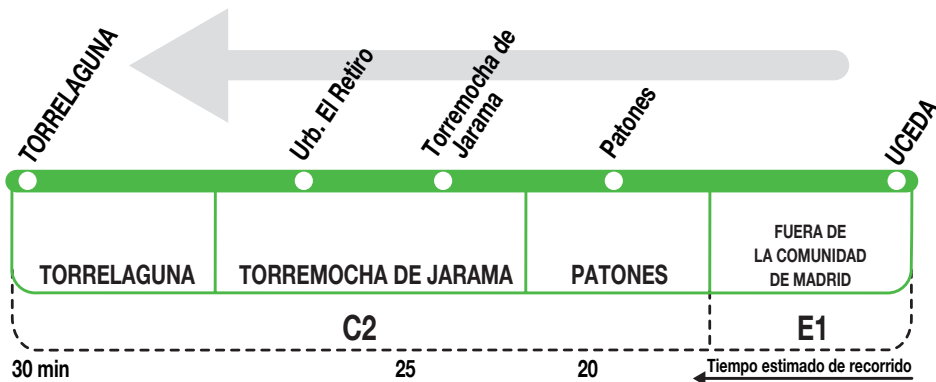 TORRELAGUNA
Urb. El Retiro
Torremocha de
Jarama
Patones
UCEDA
TORRELAGUNA
TORREMOCHA DE JARAMA
PATONES
FUERA DE
LA COMUNIDAD
DE MADRID
C2
E1
30 min
25
20
Tiempo estimado de recorrido